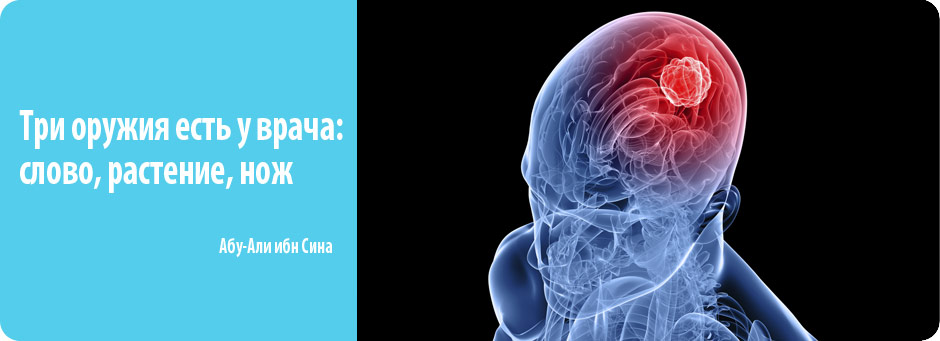 Три оружия есть у врача:
слово, растение, нож
Абу-Али ибн Сина